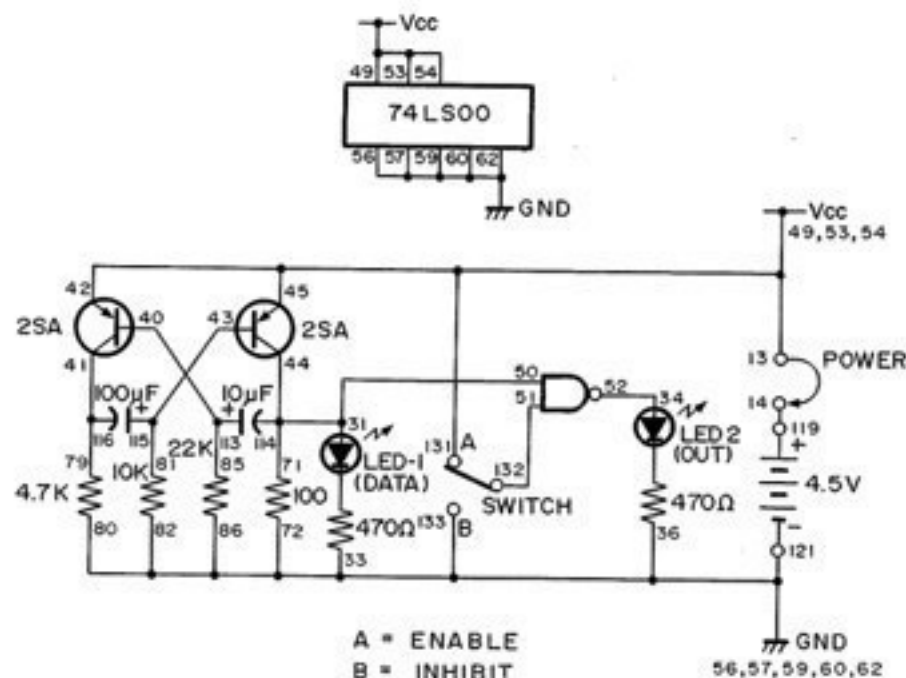 Vcc
49 53 54
74LS00
56 57 59 60 62
GND
Vcc
49,53,54
42 45
2SA 40 43 2SA
41 44
13 POWER
50
51 52 34
100µF 10µF
+ +
14
119
+
116 115 22K 113 114 31
131 A
LED-1
(DATA)
132
LED 2
(OUT)
79 81 85 71
4.7K 10K 100
SWITCH
133 B
470Ω 470Ω
4.5V
-
80 82 86 72 33 36
121
A = ENABLE
B = INHIBIT
GND
56,57,59,60,62